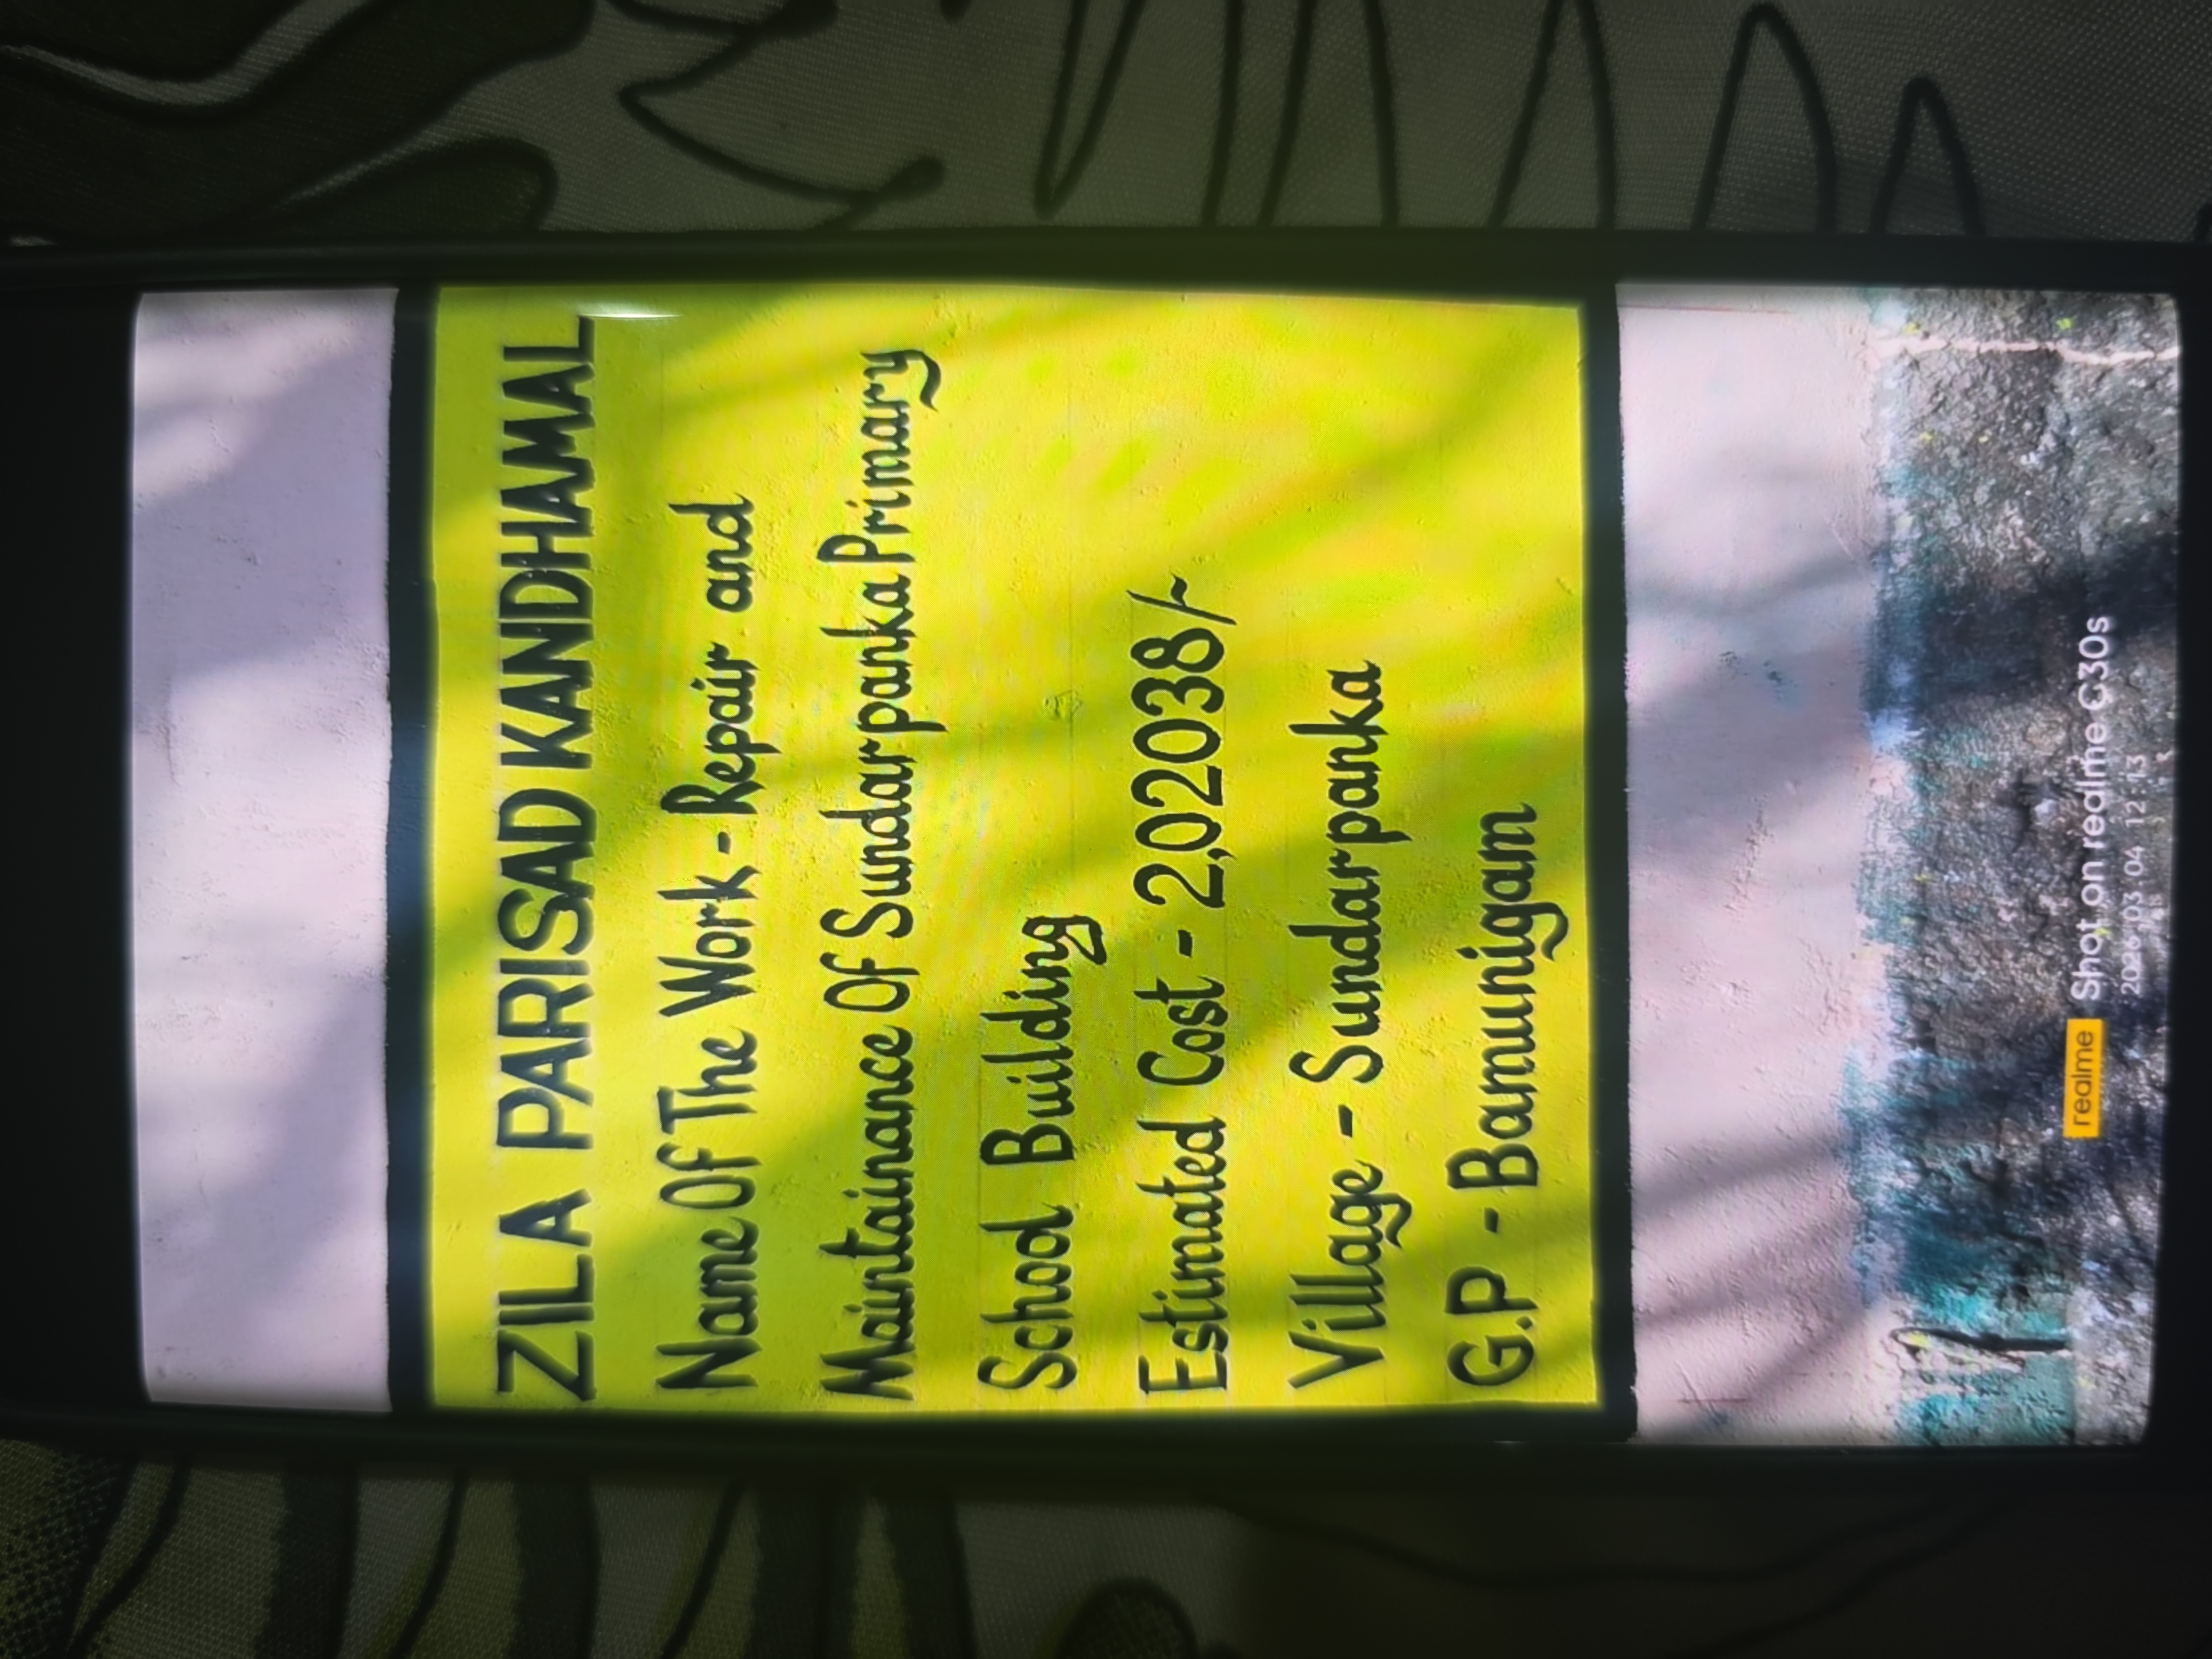 ZILA PARISAD KANDHAMAL
Name Of The Work - Repair and
Maintainance Of Sundarpanka Primary
School Building
Estimated Cost - 2,02038/-
Village - Sundarpanka
G.P - Bamunigam
realme Shot on realme C30s
2026 03 04 12:13